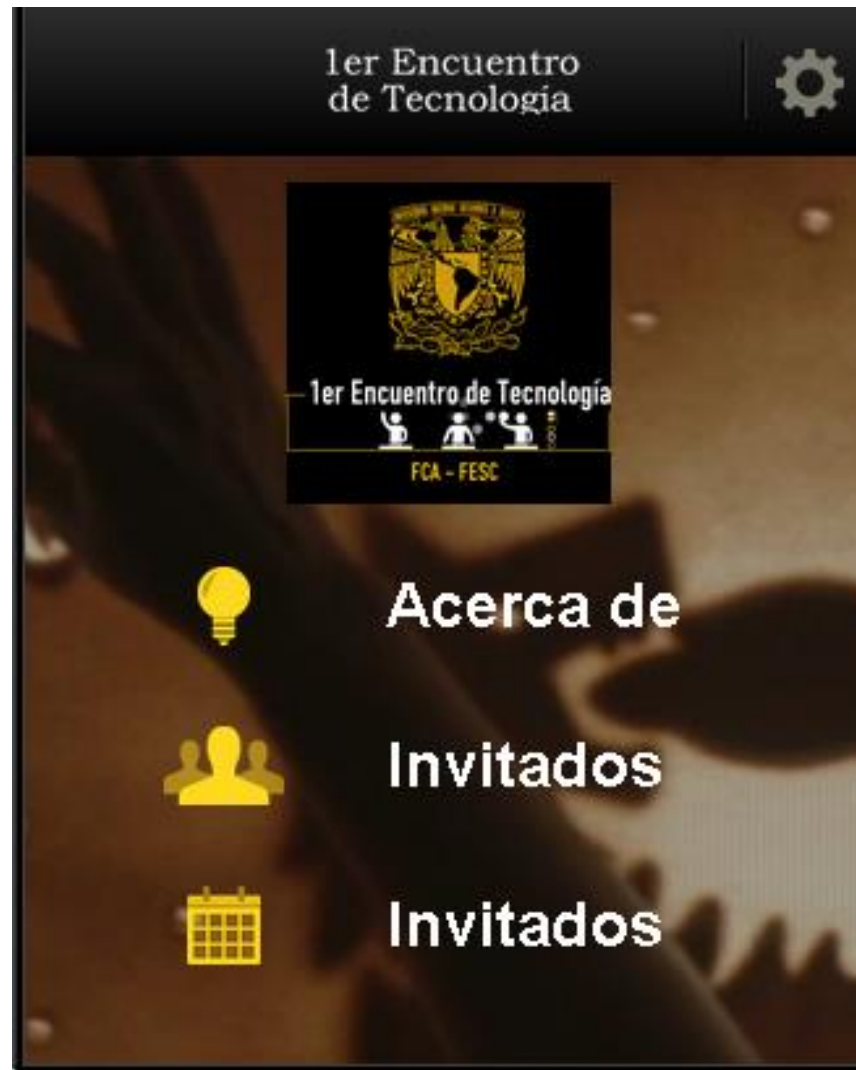 1er Encuentro
de Tecnología
1er Encuentro de Tecnología
FCA - FESC
Acerca de
Invitados
Invitados